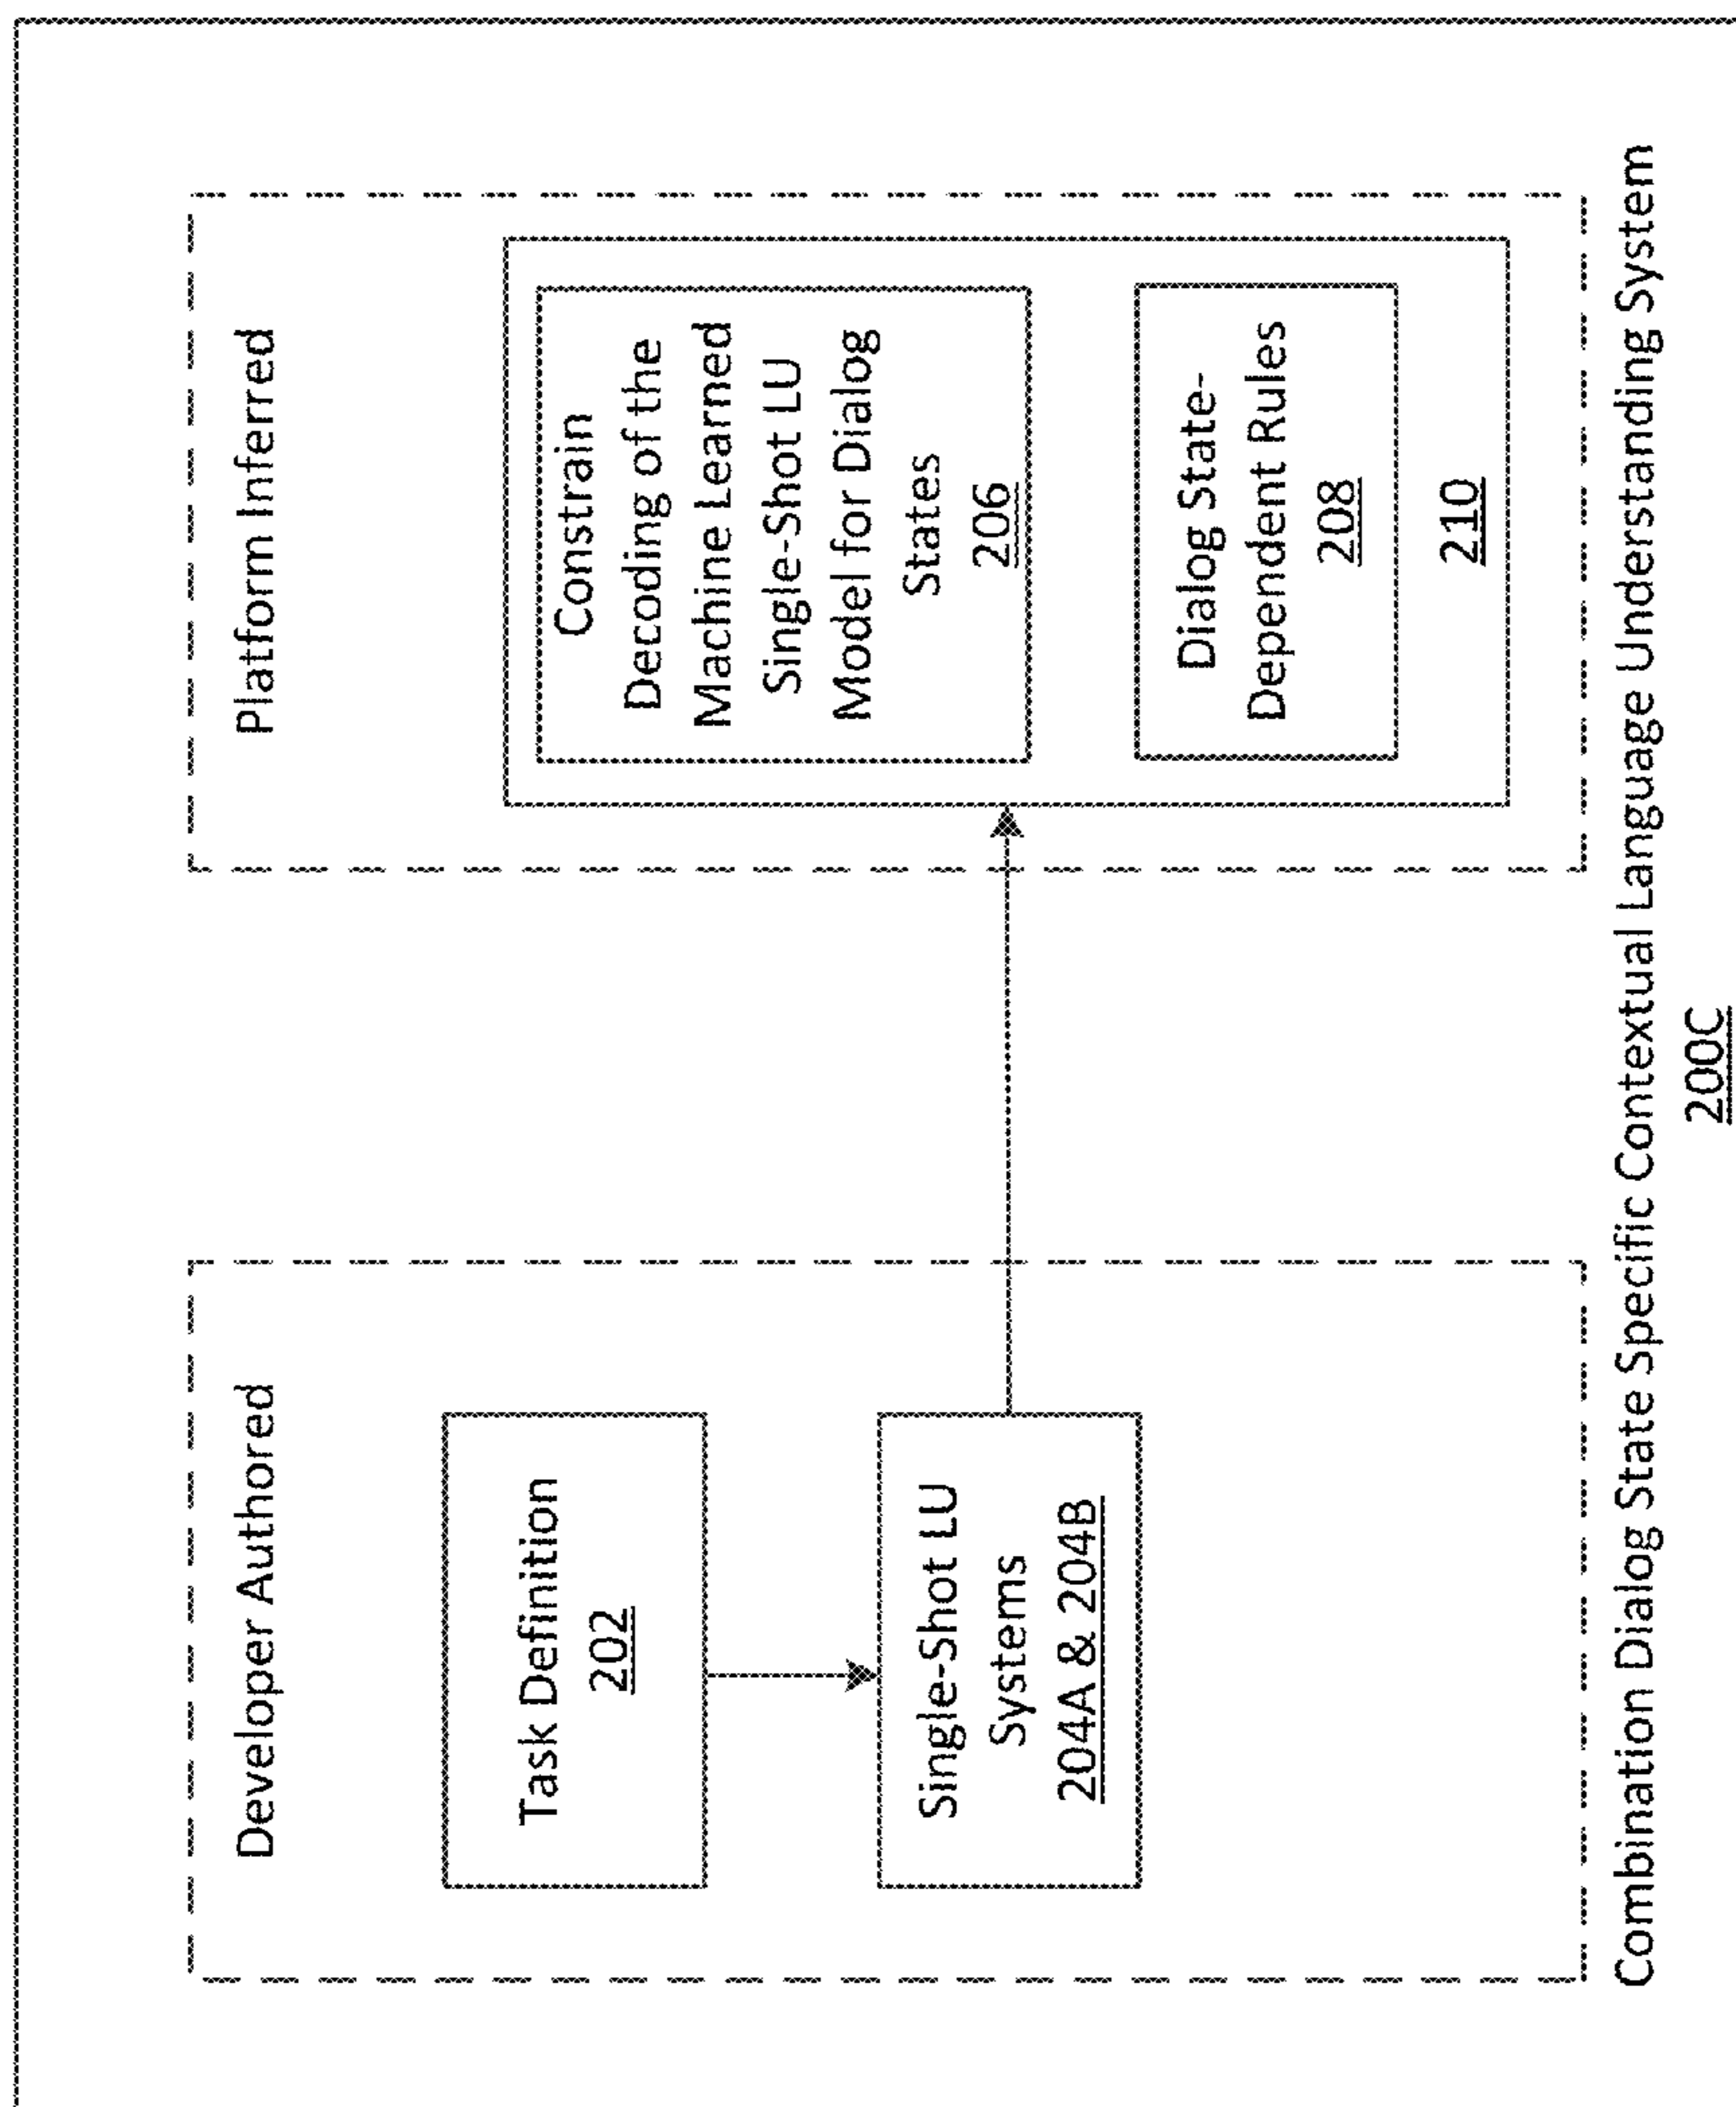 Developer Authored
Task Definition
202
Single-Shot LU
Systems
204A & 204B
Platform Inferred
Constrain
Decoding of the
Machine Learned
Single-Shot LU
Model for Dialog
States
206
Dialog State-
Dependent Rules
208
210
Combination Dialog State Specific Contextual Language Understanding System
200C